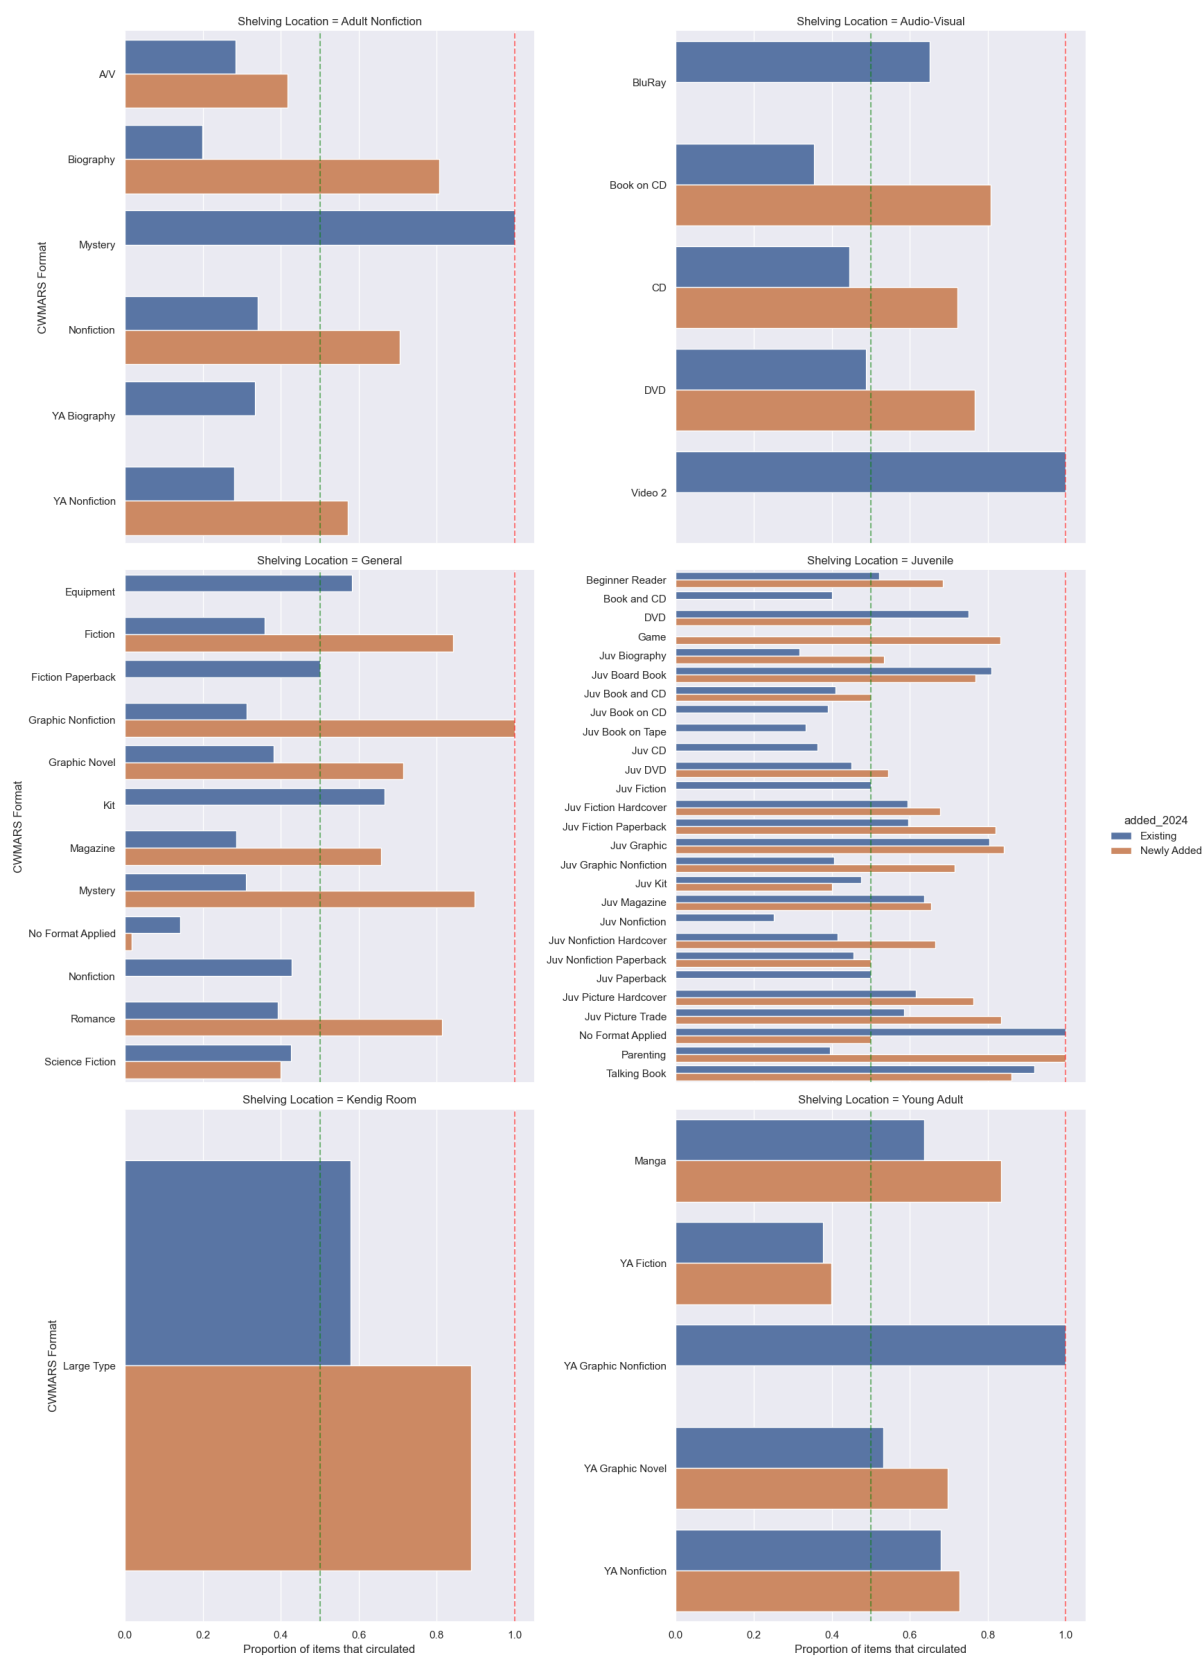 Shelving Location = Adult Nonfiction
CWMARS Format
A/V
Biography
Mystery
Nonfiction
YA Biography
YA Nonfiction
Shelving Location = Audio-Visual
BluRay
Book on CD
CD
DVD
Video 2
Shelving Location = General
CWMARS Format
Equipment
Fiction
Fiction Paperback
Graphic Nonfiction
Graphic Novel
Kit
Magazine
Mystery
No Format Applied
Nonfiction
Romance
Science Fiction
Shelving Location = Juvenile
Beginner Reader
Book and CD
DVD
Game
Juv Biography
Juv Board Book
Juv Book and CD
Juv Book on CD
Juv Book on Tape
Juv CD
Juv DVD
Juv Fiction
Juv Fiction Hardcover
Juv Fiction Paperback
Juv Graphic
Juv Graphic Nonfiction
Juv Kit
Juv Magazine
Juv Nonfiction
Juv Nonfiction Hardcover
Juv Nonfiction Paperback
Juv Paperback
Juv Picture Hardcover
Juv Picture Trade
No Format Applied
Parenting
Talking Book
added_2024
Existing
Newly Added
Shelving Location = Kendig Room
CWMARS Format
Large Type
0.0 0.2 0.4 0.6 0.8 1.0
Proportion of items that circulated
Shelving Location = Young Adult
Manga
YA Fiction
YA Graphic Nonfiction
YA Graphic Novel
YA Nonfiction
0.0 0.2 0.4 0.6 0.8 1.0
Proportion of items that circulated